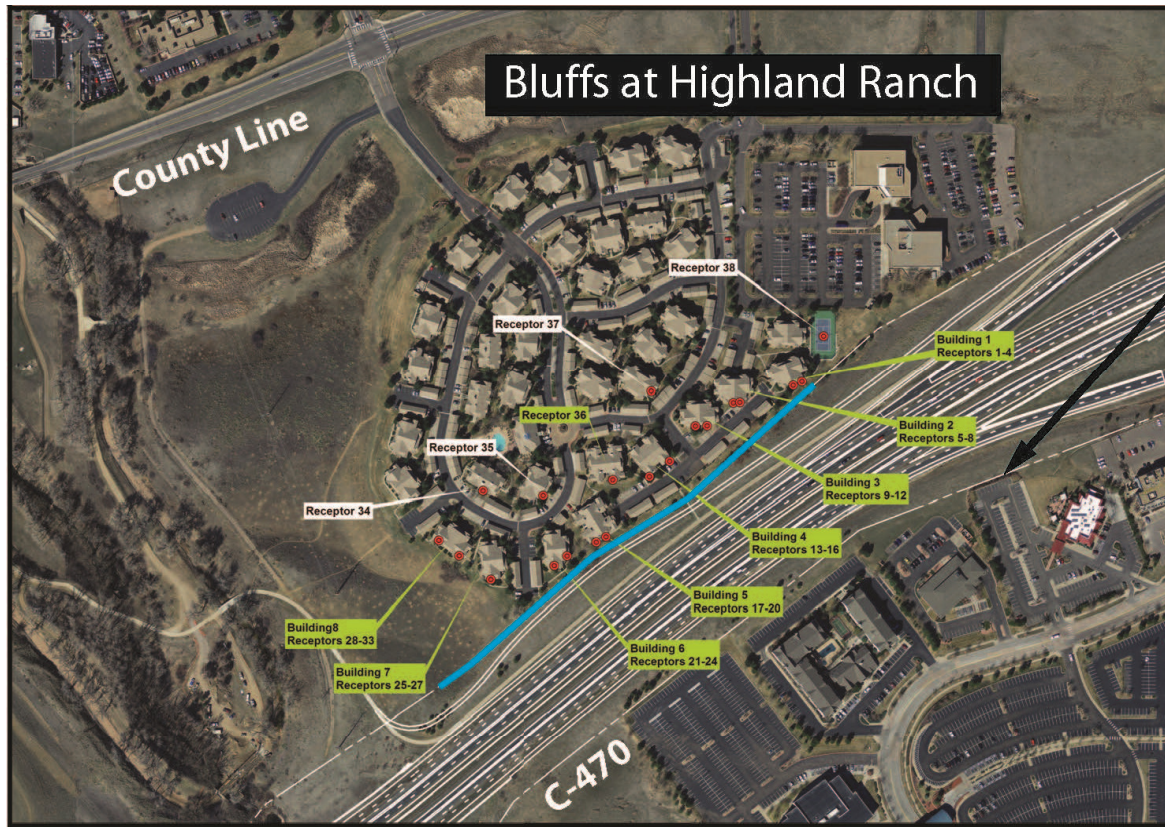 Bluffs at Highland Ranch
County Line
Receptor 38
Receptor 37
Building 1
Receptors 1-4
Receptor 36
Building 2
Receptors 5-8
Receptor 35
Building 3
Receptors 9-12
Receptor 34
Building 4
Receptors 13-16
Building 5
Receptors 17-20
Building8
Receptors 28-33
Building 6
Receptors 21-24
Building 7
Receptors 25-27
C-470